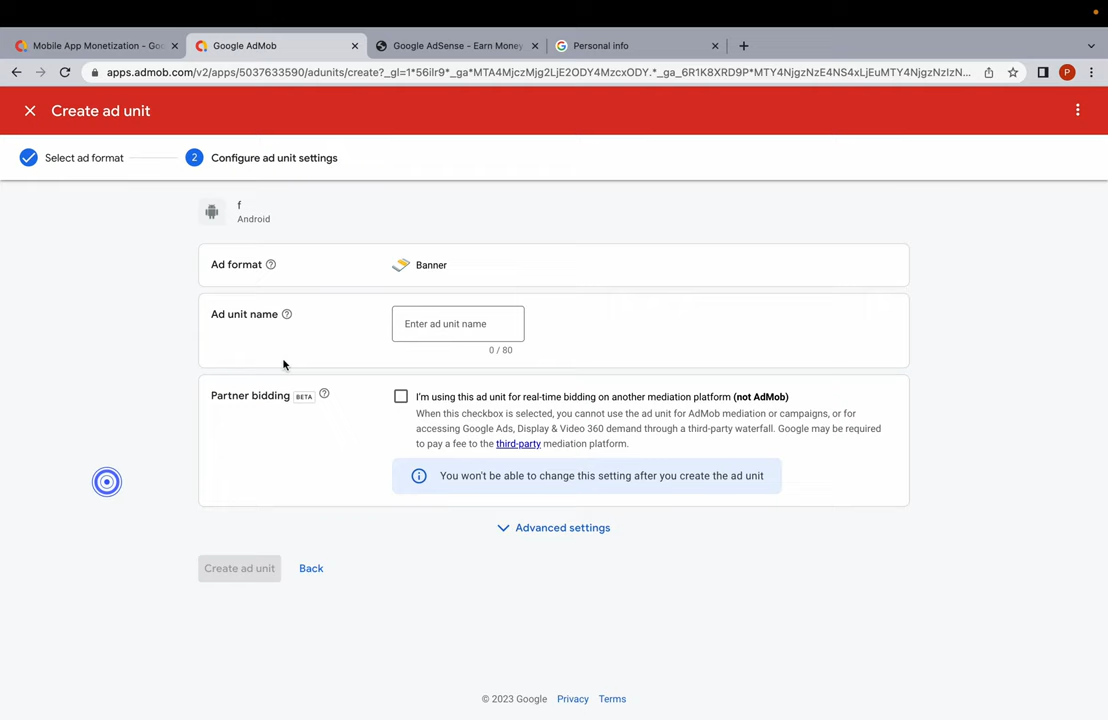 Mobile App Monetization - Goo
Google AdMob
Google AdSense - Earn Money
Personal info
apps.admob.com/v2/apps/5037633590/adunits/create?_gl=1*56ilr9*_ga*MTA4MjczMjg2LjE2ODY4MzcxODY.*_ga_6R1K8XRD9P*MTY4NjgzNzE4NS4xLjEuMTY4NjgzNzIzN...
P
Create ad unit
Select ad format
2 Configure ad unit settings
f
Android
Ad format
Banner
Ad unit name
Enter ad unit name
0 / 80
Partner bidding BETA
I'm using this ad unit for real-time bidding on another mediation platform (not AdMob)
When this checkbox is selected, you cannot use the ad unit for AdMob mediation or campaigns, or for
accessing Google Ads, Display & Video 360 demand through a third-party waterfall. Google may be required
to pay a fee to the third-party mediation platform.
You won't be able to change this setting after you create the ad unit
Advanced settings
Create ad unit
Back
© 2023 Google Privacy Terms